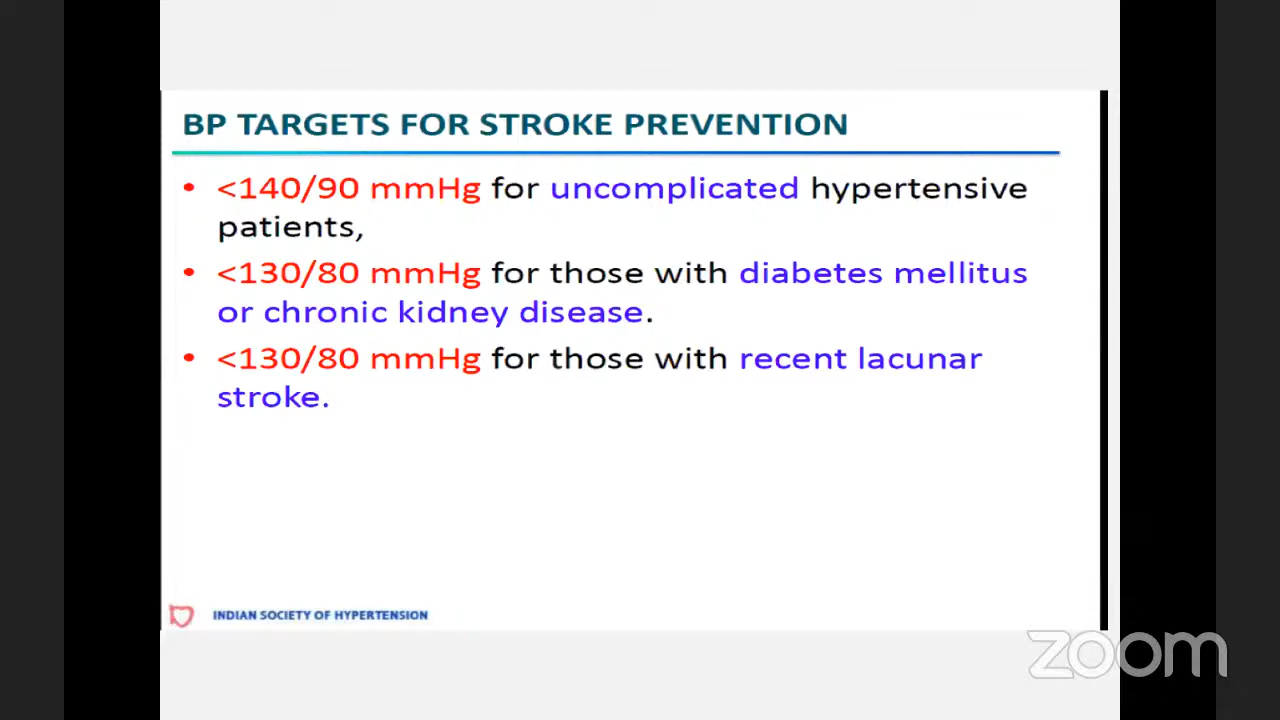 BP TARGETS FOR STROKE PREVENTION
• <140/90 mmHg for uncomplicated hypertensive
patients,
• <130/80 mmHg for those with diabetes mellitus
or chronic kidney disease.
• <130/80 mmHg for those with recent lacunar
stroke.
INDIAN SOCIETY OF HYPERTENSION
zoom